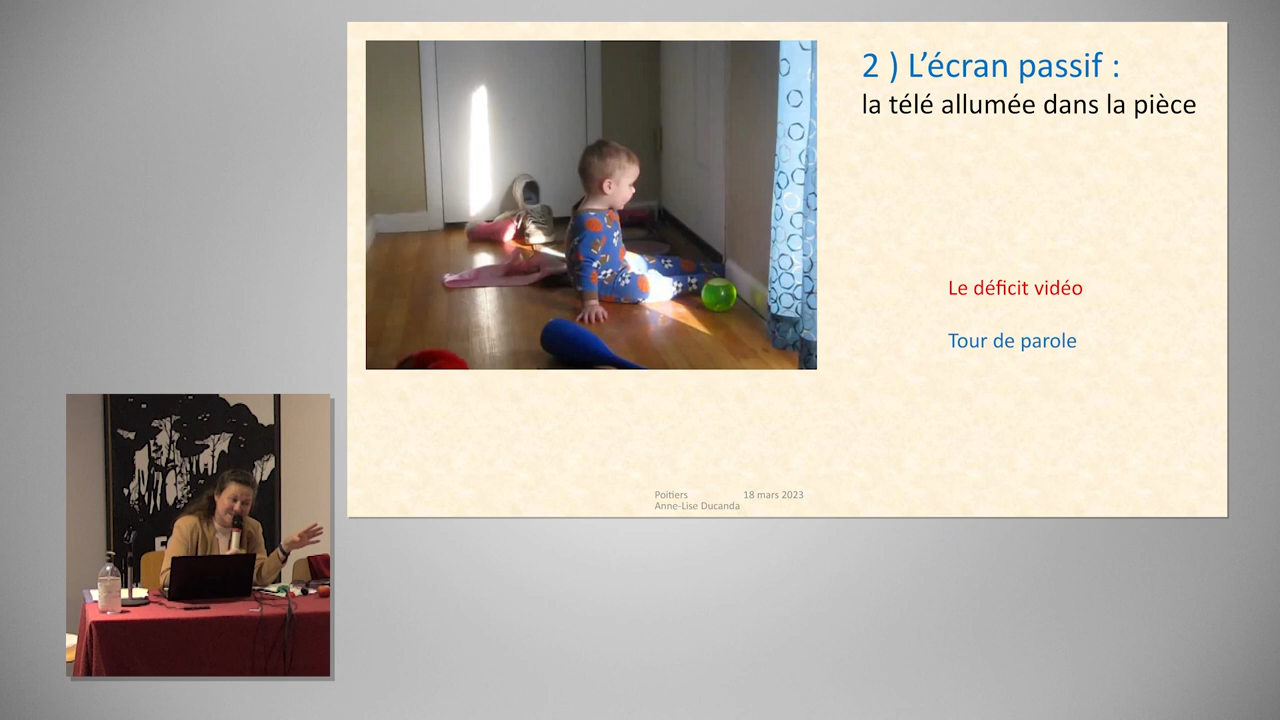 2 ) L'écran passif :
la télé allumée dans la pièce
Le déficit vidéo
Tour de parole
Poitiers 18 mars 2023
Anne-Lise Ducanda